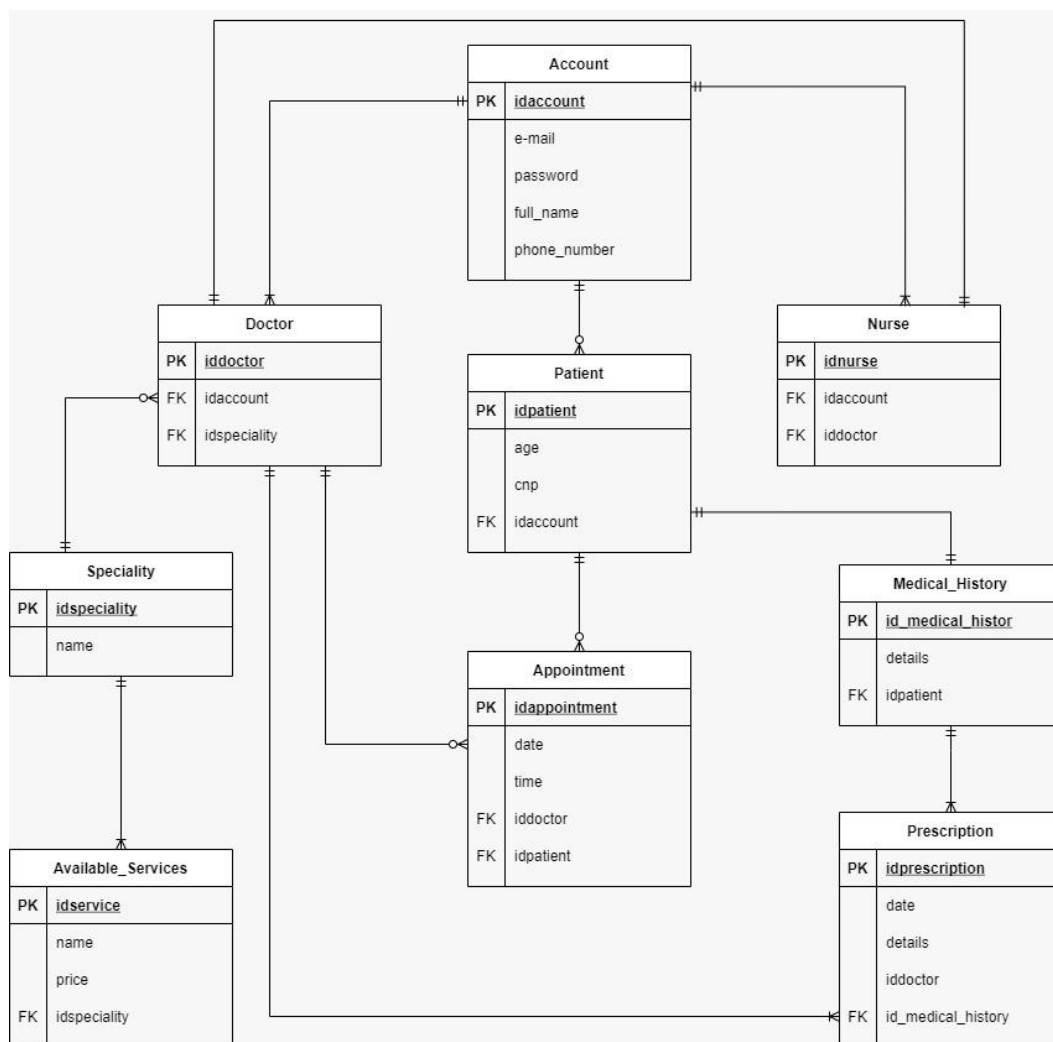 Account
PK idaccount
e-mail
password
full_name
phone_number
Doctor
PK iddoctor
FK idaccount
FK idspeciality
Patient
PK idpatient
age
cnp
FK idaccount
Nurse
PK idnurse
FK idaccount
FK iddoctor
Speciality
PK idspeciality
name
Appointment
PK idappointment
date
time
FK iddoctor
FK idpatient
Medical_History
PK id_medical_histor
details
FK idpatient
Available_Services
PK idservice
name
price
FK idspeciality
Prescription
PK idprescription
date
details
iddoctor
FK id_medical_history